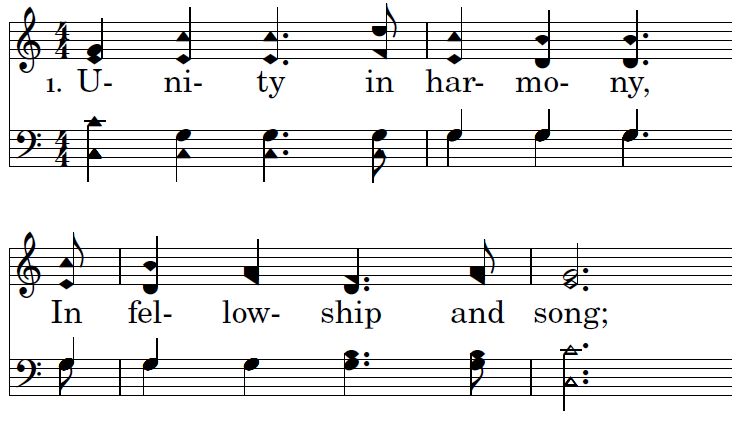 1. U- ni- ty in har- mo- ny,
In fel- low- ship and song;